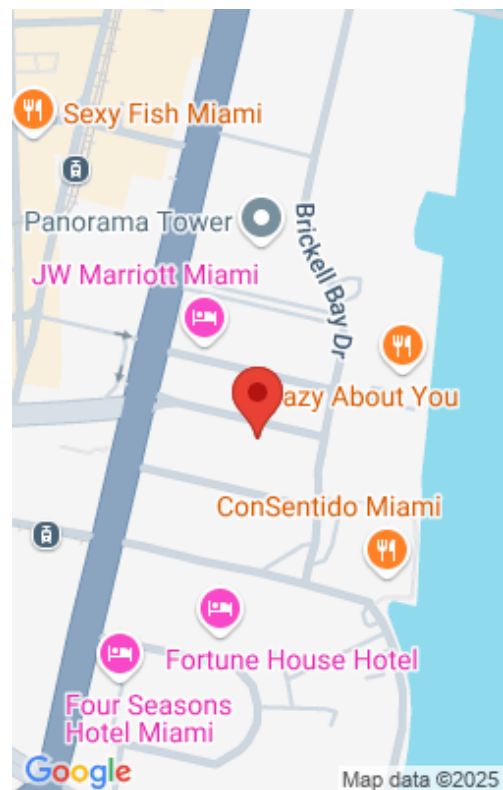 Sexy Fish Miami
Panorama Tower
Brickell Bay Dr
JW Marriott Miami
azy About You
ConSentido Miami
Fortune House Hotel
Four Seasons
Hotel Miami
Google
Map data ©2025